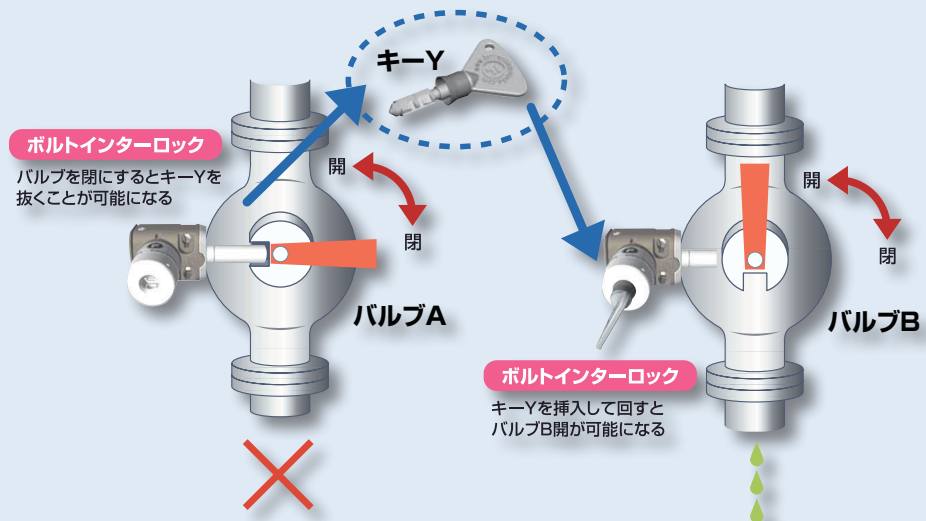 キーY
ボルトインターロック
バルブを閉にするとキーYを
抜くことが可能になる
開
閉
バルブA
開
閉
バルブB
ボルトインターロック
キーYを挿入して回すと
バルブB開が可能になる